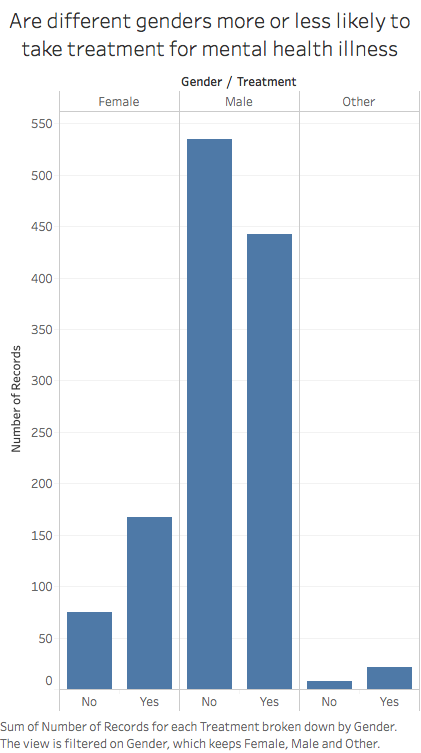 Are different genders more or less likely to
take treatment for mental health illness
Gender / Treatment
Female
Male
Other
550
500
450
400
350
300
250
200
150
100
50
0
Number of Records
No
Yes
No
Yes
No
Yes
Sum of Number of Records for each Treatment broken down by Gender.
The view is filtered on Gender, which keeps Female, Male and Other.